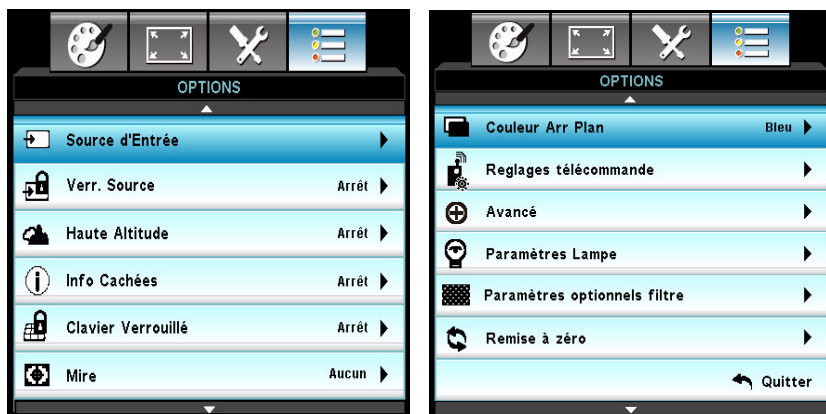 OPTIONS
Source d'Entrée
Verr. Source Arrêt
Haute Altitude Arrêt
Info Cachées Arrêt
Clavier Verrouillé Arrêt
Mire Aucun
OPTIONS
Couleur Arr Plan Bleu
Reglages télécommande
Avancé
Paramètres Lampe
Paramètres optionnels filtre
Remise à zéro
Quitter